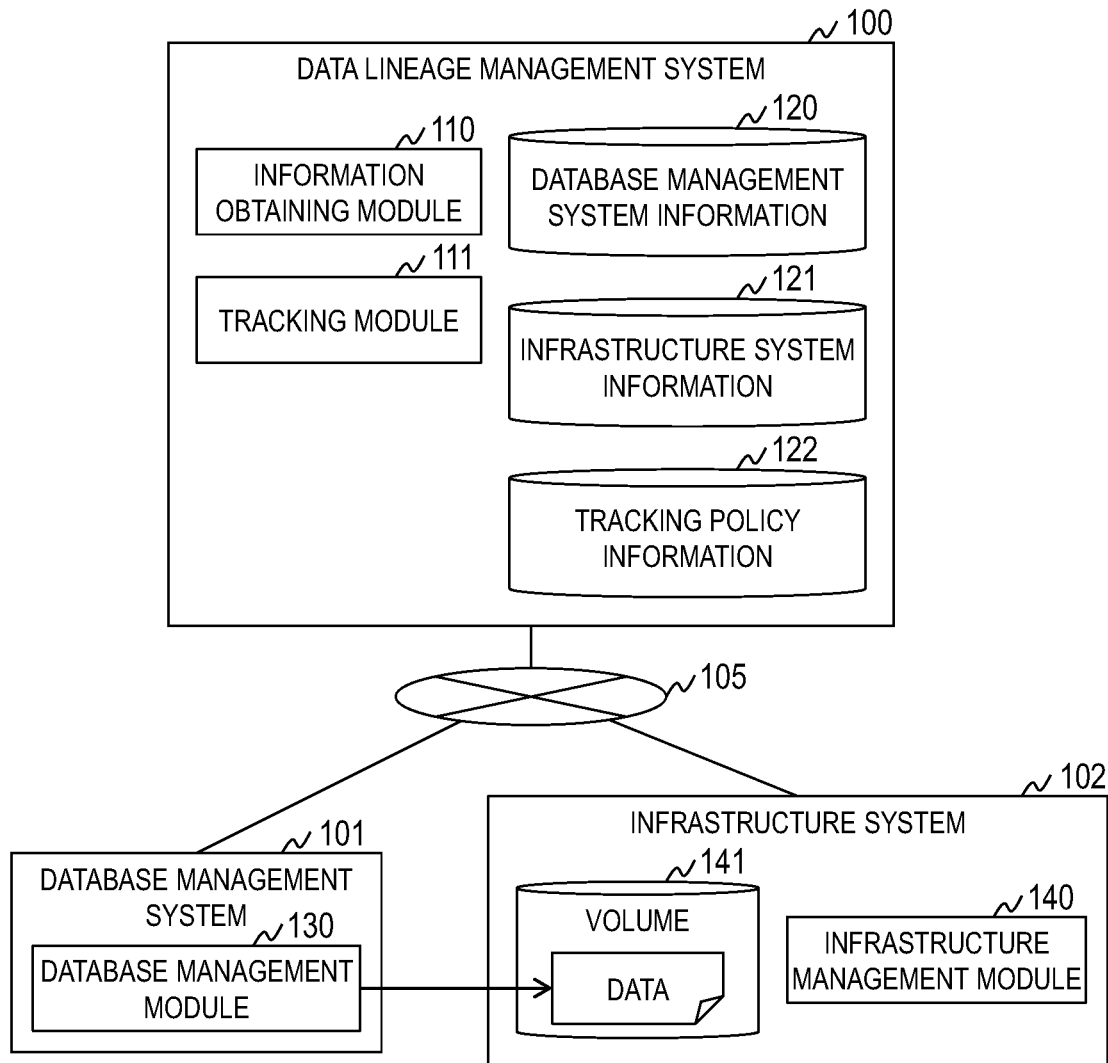 100
DATA LINEAGE MANAGEMENT SYSTEM
110
INFORMATION
OBTAINING MODULE
111
TRACKING MODULE
120
DATABASE MANAGEMENT
SYSTEM INFORMATION
121
INFRASTRUCTURE SYSTEM
INFORMATION
122
TRACKING POLICY
INFORMATION
105
101
DATABASE MANAGEMENT
SYSTEM
130
DATABASE MANAGEMENT
MODULE
102
INFRASTRUCTURE SYSTEM
141
VOLUME
DATA
140
INFRASTRUCTURE
MANAGEMENT MODULE